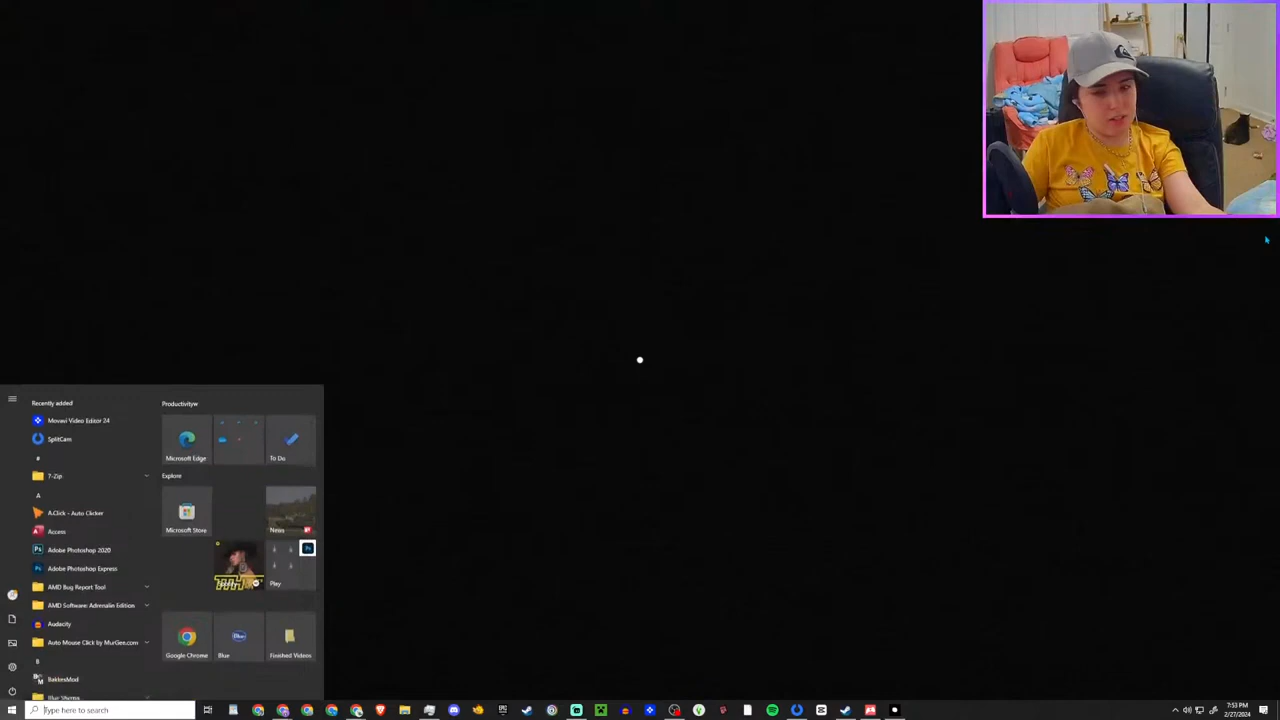 Recently added
Productivityw
Movavi Video Editor 24
SplitCam
Microsoft Edge
To Do
#
7-Zip
Explore
A
A.Click - Auto Clicker
Access
Microsoft Store
News
Adobe Photoshop 2020
Adobe Photoshop Express
AMD Bug Report Tool
Play
AMD Software: Adrenalin Edition
Audacity
Auto Mouse Click by MurGee.com
Google Chrome
Blue
Finished Videos
B
BakkesMod
Type here to search
7:53 PM
2/27/2024